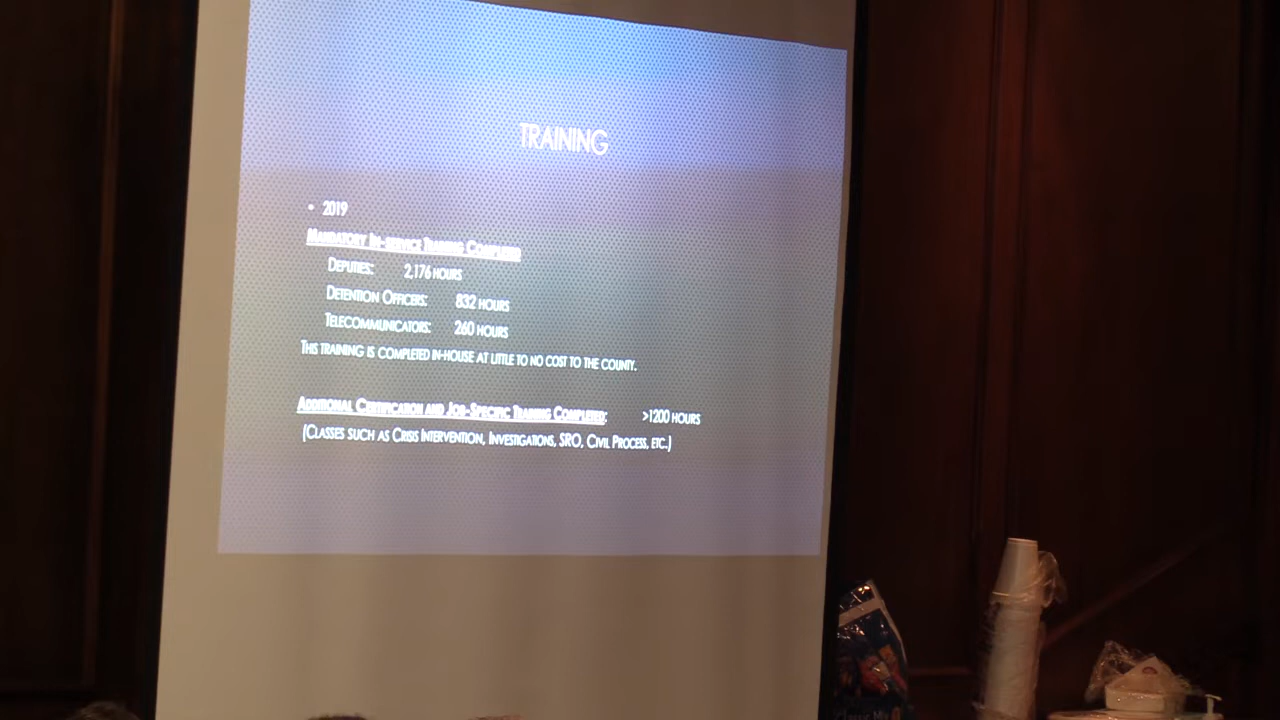 TRAINING
• 2019
MANDATORY IN-SERVICE TRAINING COMPLETED
DEPUTIES: 2,176 HOURS
DETENTION OFFICERS: 832 HOURS
TELECOMMUNICATORS: 260 HOURS
THIS TRAINING IS COMPLETED IN-HOUSE AT LITTLE TO NO COST TO THE COUNTY.
ADDITIONAL CERTIFICATION AND JOB-SPECIFIC TRAINING COMPLETED: >1200 HOURS
(CLASSES SUCH AS CRISIS INTERVENTION, INVESTIGATIONS, SRO, CIVIL PROCESS, ETC.)